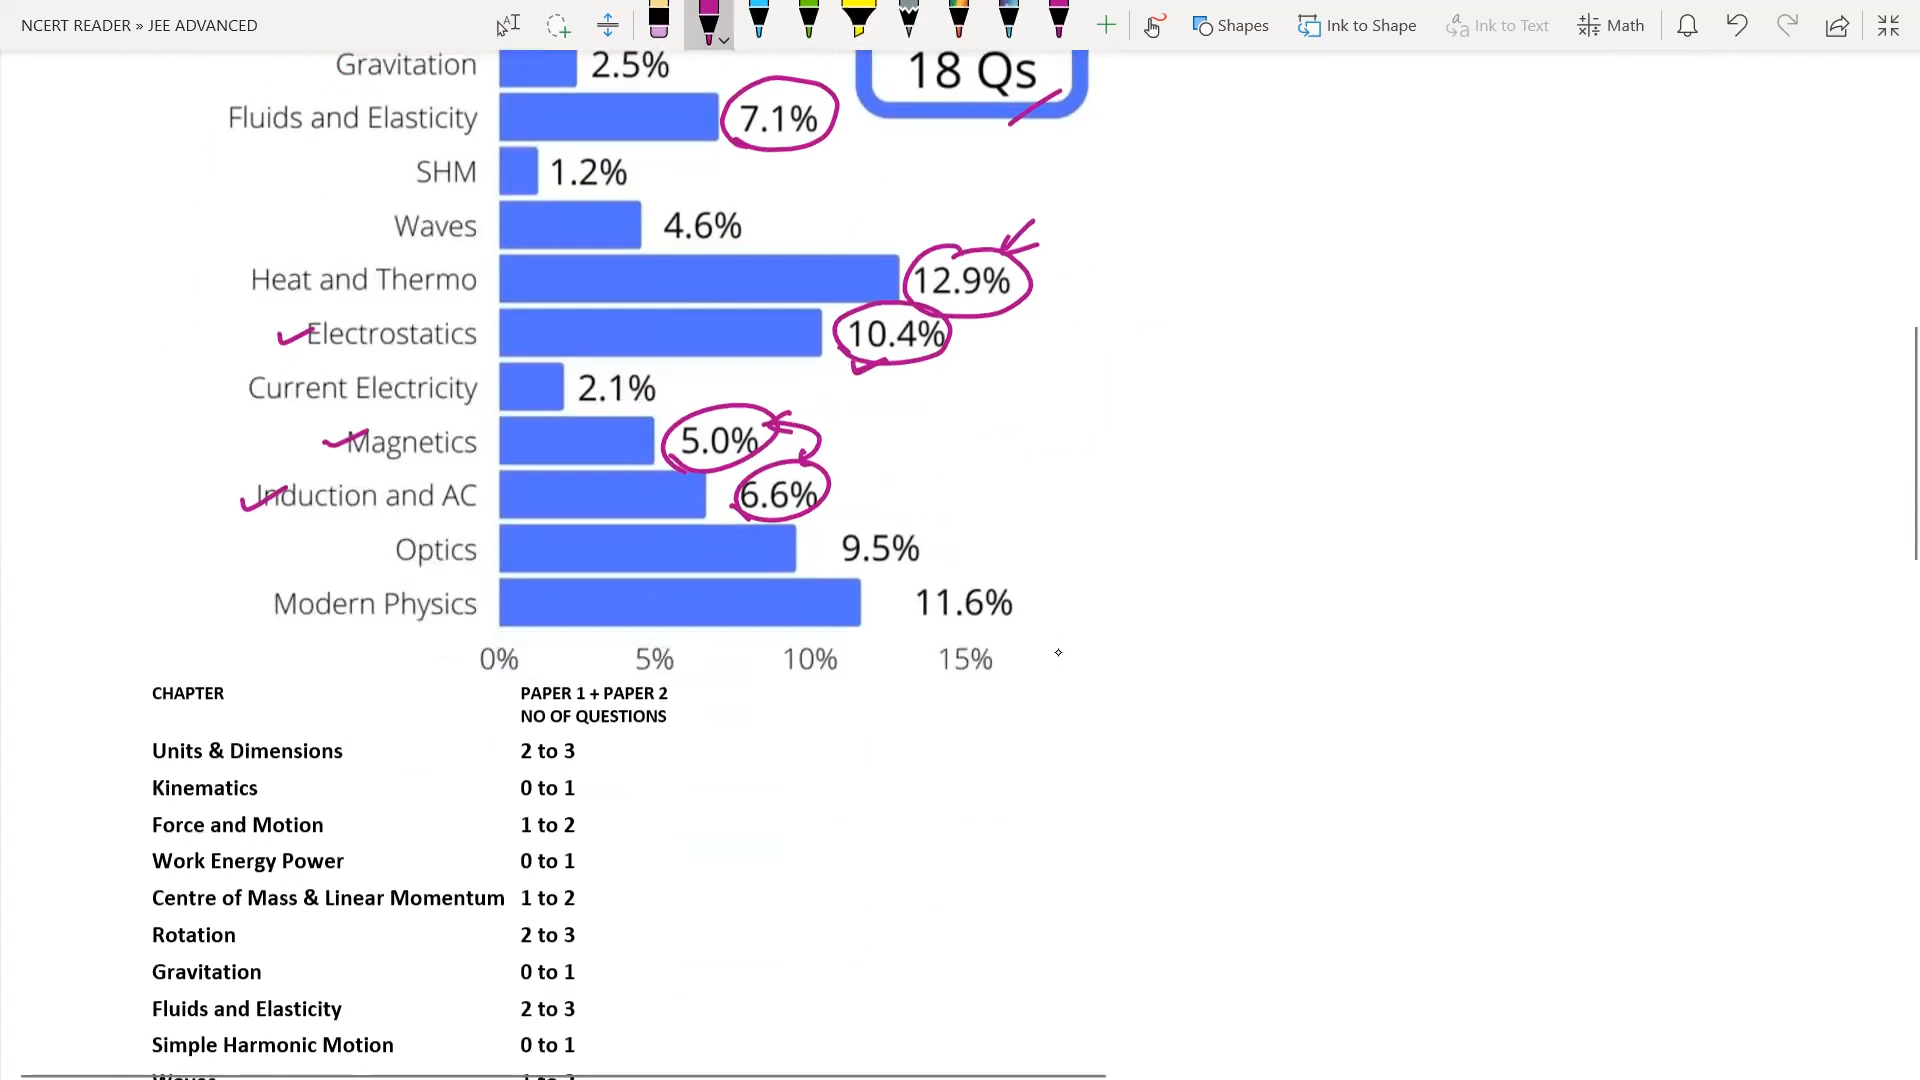 NCERT READER » JEE ADVANCED
Shapes
Ink to Shape
Ink to Text
Math
Gravitation 2.5%
18 Qs
Fluids and Elasticity 7.1%
SHM 1.2%
Waves 4.6%
Heat and Thermo 12.9%
Electrostatics 10.4%
Current Electricity 2.1%
Magnetics 5.0%
Induction and AC 6.6%
Optics 9.5%
Modern Physics 11.6%
0% 5% 10% 15%
CHAPTER PAPER 1 + PAPER 2
NO OF QUESTIONS
Units & Dimensions 2 to 3
Kinematics 0 to 1
Force and Motion 1 to 2
Work Energy Power 0 to 1
Centre of Mass & Linear Momentum 1 to 2
Rotation 2 to 3
Gravitation 0 to 1
Fluids and Elasticity 2 to 3
Simple Harmonic Motion 0 to 1